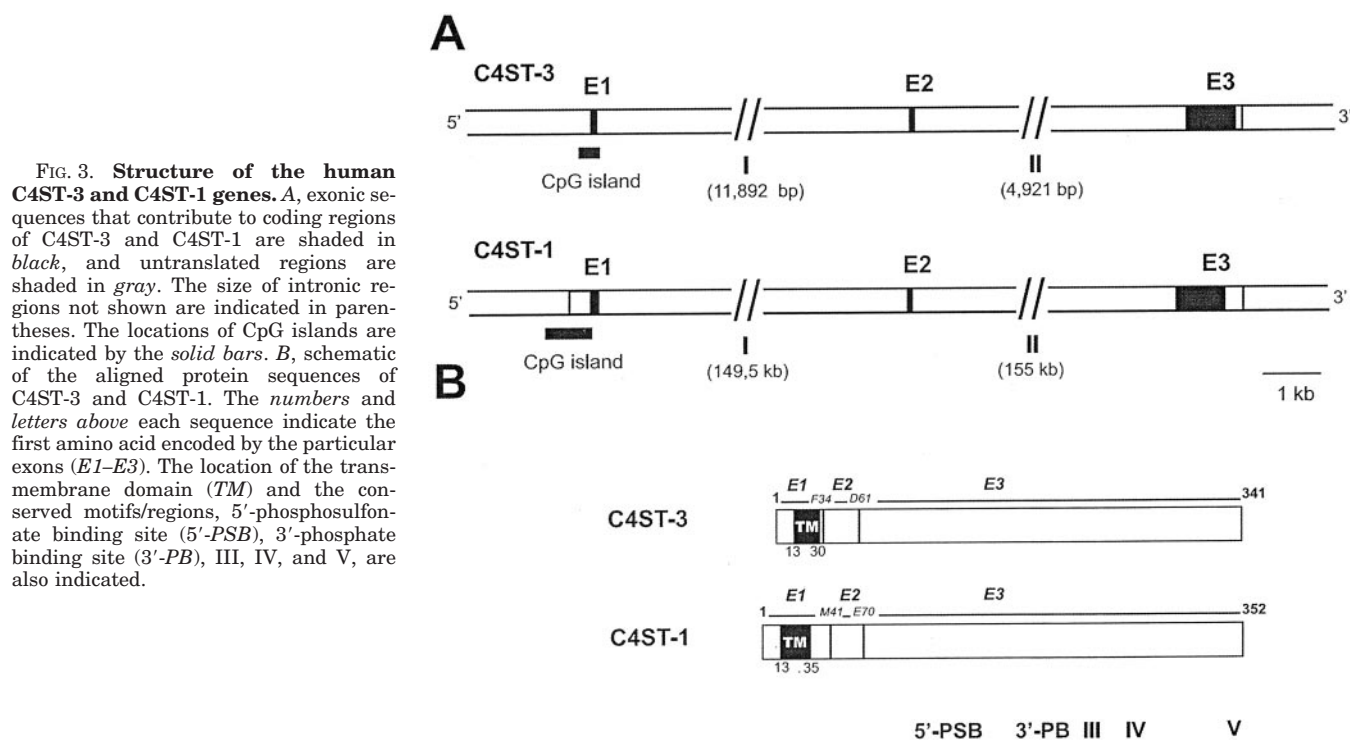 FIG. 3. Structure of the human
C4ST-3 and C4ST-1 genes. A, exonic se-
quences that contribute to coding regions
of C4ST-3 and C4ST-1 are shaded in
black, and untranslated regions are
shaded in gray. The size of intronic re-
gions not shown are indicated in paren-
theses. The locations of CpG islands are
indicated by the solid bars. B, schematic
of the aligned protein sequences of
C4ST-3 and C4ST-1. The numbers and
letters above each sequence indicate the
first amino acid encoded by the particular
exons (E1–E3). The location of the trans-
membrane domain (TM) and the con-
served motifs/regions, 5′-phosphosulfon-
ate binding site (5′-PSB), 3′-phosphate
binding site (3′-PB), III, IV, and V, are
also indicated.
A
C4ST-3
E1 E2 E3
5' // // 3'
CpG island
I II
(11,892 bp) (4,921 bp)
C4ST-1
E1 E2 E3
5' // // 3'
CpG island
I II
(149,5 kb) (155 kb)
1 kb
B
E1 E2 E3
1 F34 D61 341
C4ST-3 TM
13 30
E1 E2 E3
1 M41 E70 352
C4ST-1 TM
13 .35
5'-PSB 3'-PB III IV V